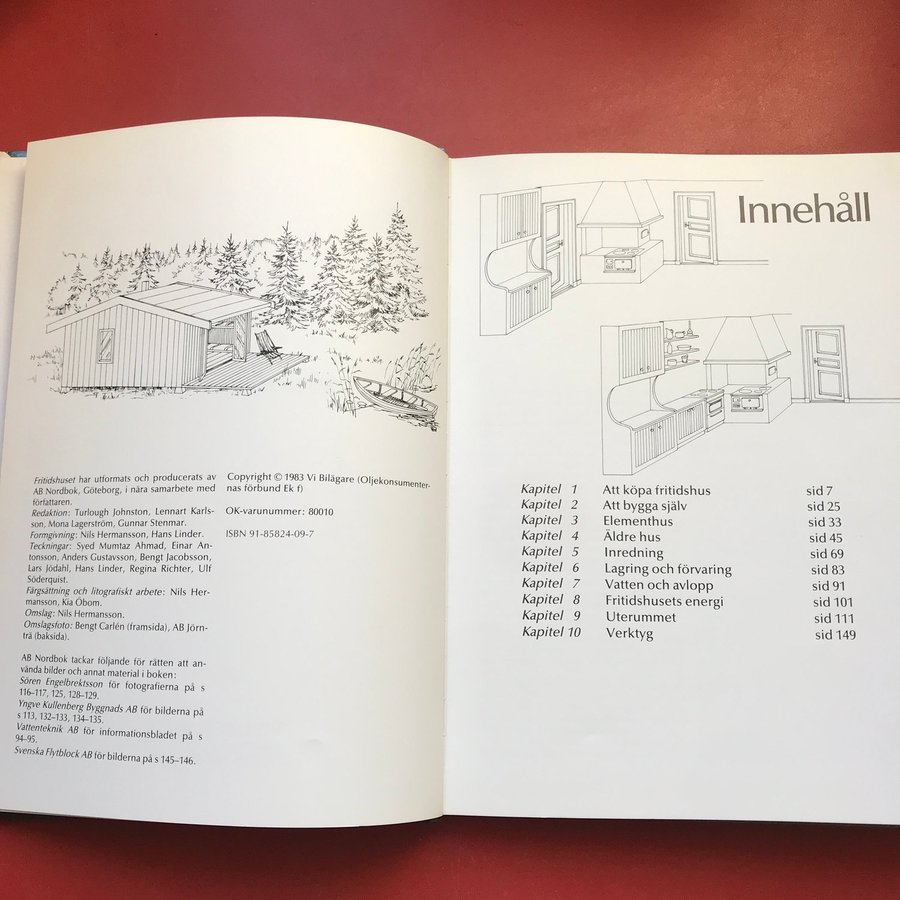 Fritidshuset har utformats och producerats av
AB Nordbok, Göteborg, i nära samarbete med
författaren.
Redaktion: Turlough Johnston, Lennart Karls-
son, Mona Lagerström, Gunnar Stenmar.
Formgivning: Nils Hermansson, Hans Linder.
Teckningar: Syed Mumtaz Ahmad, Einar An-
tonsson, Anders Gustavsson, Bengt Jacobsson,
Lars Jödahl, Hans Linder, Regina Richter, Ulf
Söderquist.
Färgsättning och litografiskt arbete: Nils Her-
mansson, Kia Öbom.
Omslag: Nils Hermansson.
Omslagsfoto: Bengt Carlén (framsida), AB Jörn-
trä (baksida).
AB Nordbok tackar följande för rätten att an-
vända bilder och annat material i boken:
Sören Engelbrektsson för fotografierna på s
116–117, 125, 128–129.
Yngve Kullenberg Byggnads AB för bilderna på
s 113, 132–133, 134–135.
Vattenteknik AB för informationsbladet på s
94–95.
Svenska Flytblock AB för bilderna på s 145–146.
Copyright © 1983 Vi Bilägare (Oljekonsumenter-
nas förbund Ek f)
OK-varunummer: 80010
ISBN 91-85824-09-7
Innehåll
Kapitel 1 Att köpa fritidshus sid 7
Kapitel 2 Att bygga själv sid 25
Kapitel 3 Elementhus sid 33
Kapitel 4 Äldre hus sid 45
Kapitel 5 Inredning sid 69
Kapitel 6 Lagring och förvaring sid 83
Kapitel 7 Vatten och avlopp sid 91
Kapitel 8 Fritidshusets energi sid 101
Kapitel 9 Uterummet sid 111
Kapitel 10 Verktyg sid 149